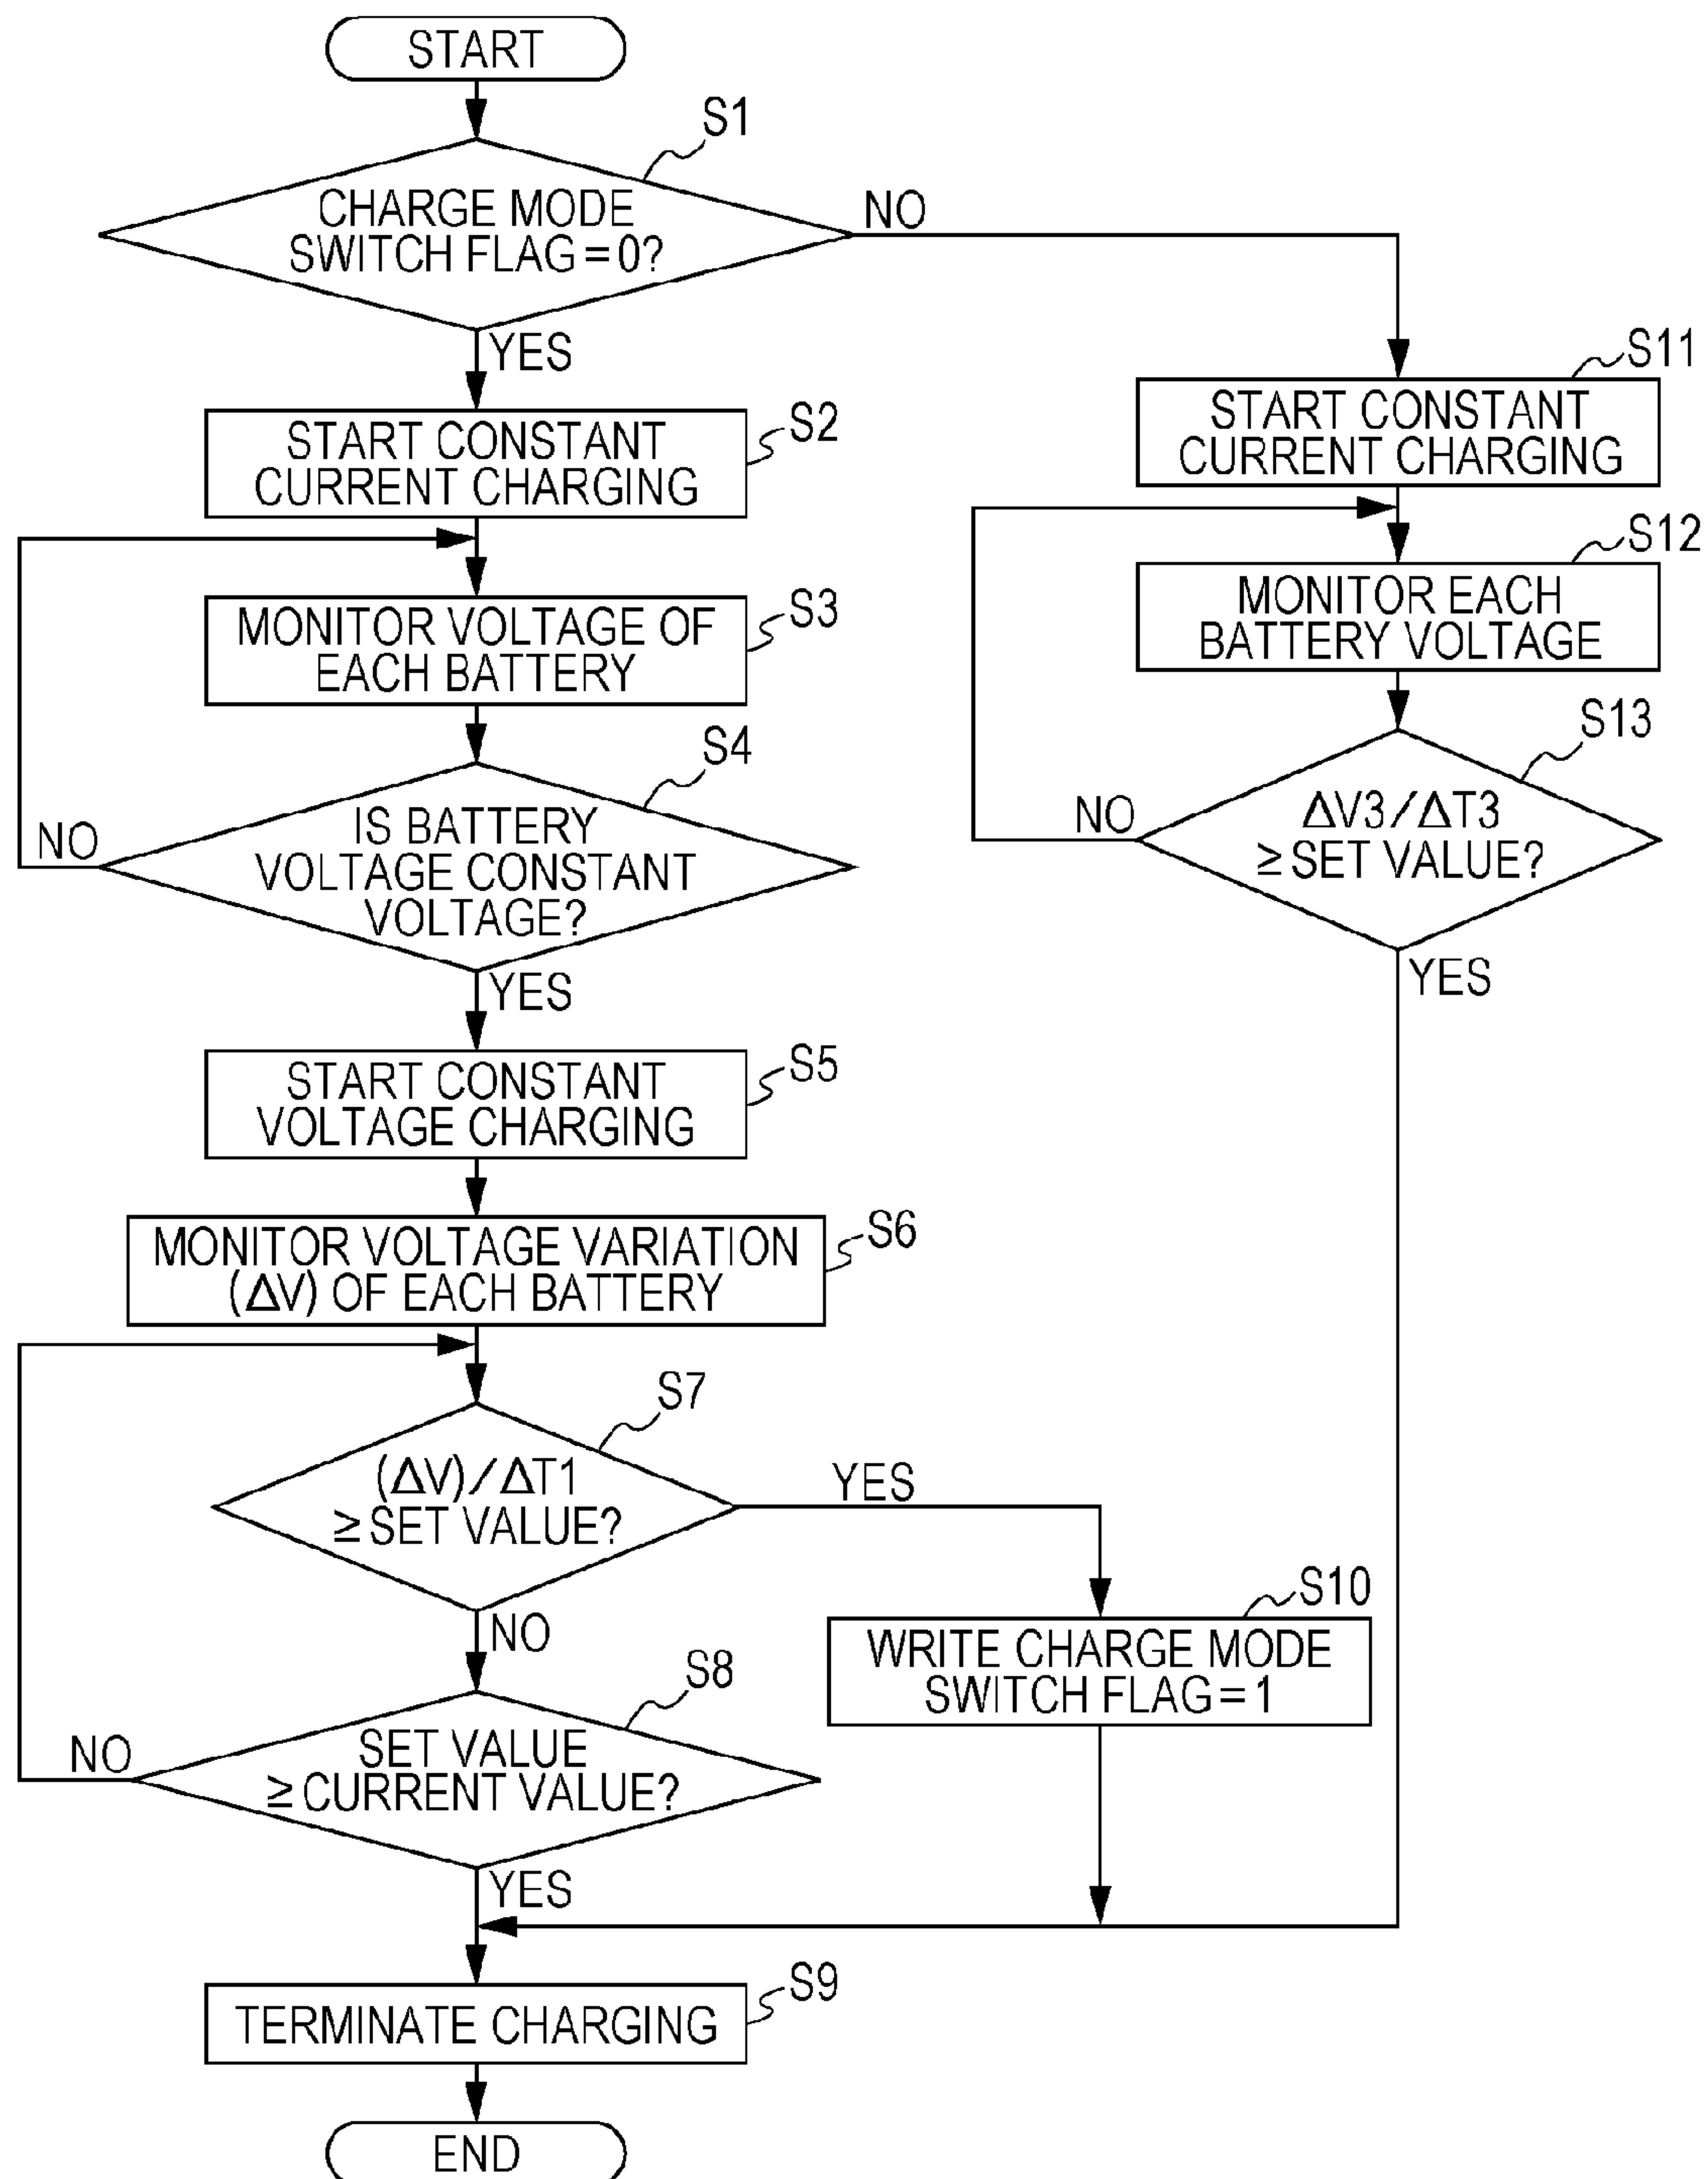 START
S1
CHARGE MODE
SWITCH FLAG = 0?
NO
YES
S2
START CONSTANT
CURRENT CHARGING
S3
MONITOR VOLTAGE OF
EACH BATTERY
S4
IS BATTERY
VOLTAGE CONSTANT
VOLTAGE?
NO
YES
S5
START CONSTANT
VOLTAGE CHARGING
S6
MONITOR VOLTAGE VARIATION
(ΔV) OF EACH BATTERY
S7
(ΔV)/ΔT1
≥ SET VALUE?
YES
NO
S8
SET VALUE
≥ CURRENT VALUE?
NO
YES
S10
WRITE CHARGE MODE
SWITCH FLAG = 1
S9
TERMINATE CHARGING
END
S11
START CONSTANT
CURRENT CHARGING
S12
MONITOR EACH
BATTERY VOLTAGE
S13
ΔV3/ΔT3
≥ SET VALUE?
NO
YES